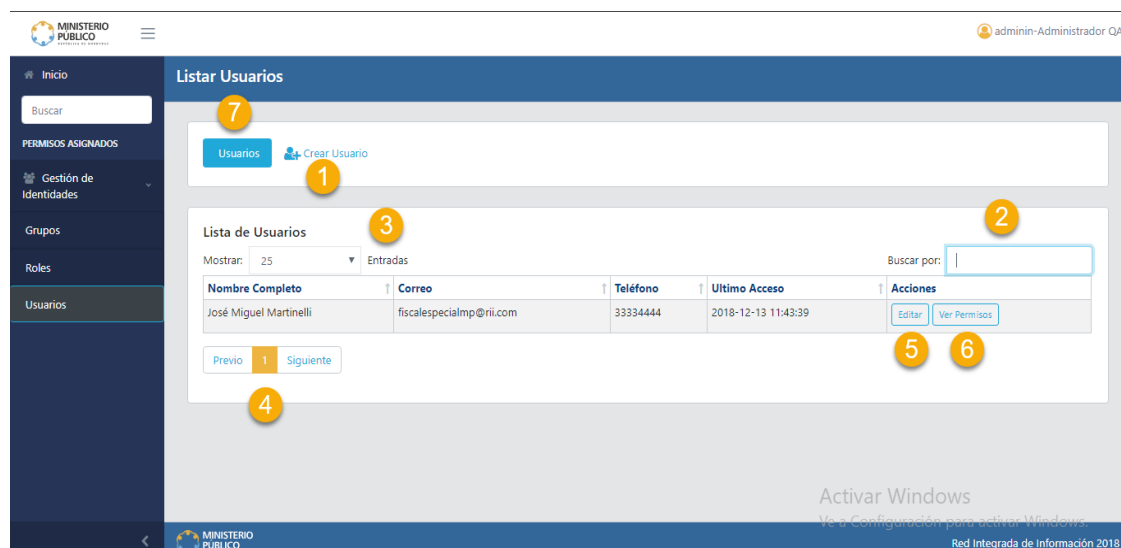 MINISTERIO
PÚBLICO
adminin-Administrador QA
Inicio
Buscar
PERMISOS ASIGNADOS
Gestión de
Identidades
Grupos
Roles
Usuarios
Listar Usuarios
7
Usuarios
Crear Usuario
1
2
3
Lista de Usuarios
Mostrar: 25 Entradas
Buscar por:
Nombre Completo Correo Teléfono Ultimo Acceso Acciones
José Miguel Martinelli fiscalespecialmp@rii.com 33334444 2018-12-13 11:43:39 Editar Ver Permisos
5 6
Previo 1 Siguiente
4
Activar Windows
Ve a Configuración para activar Windows.
MINISTERIO
PÚBLICO
Red Integrada de Información 2018